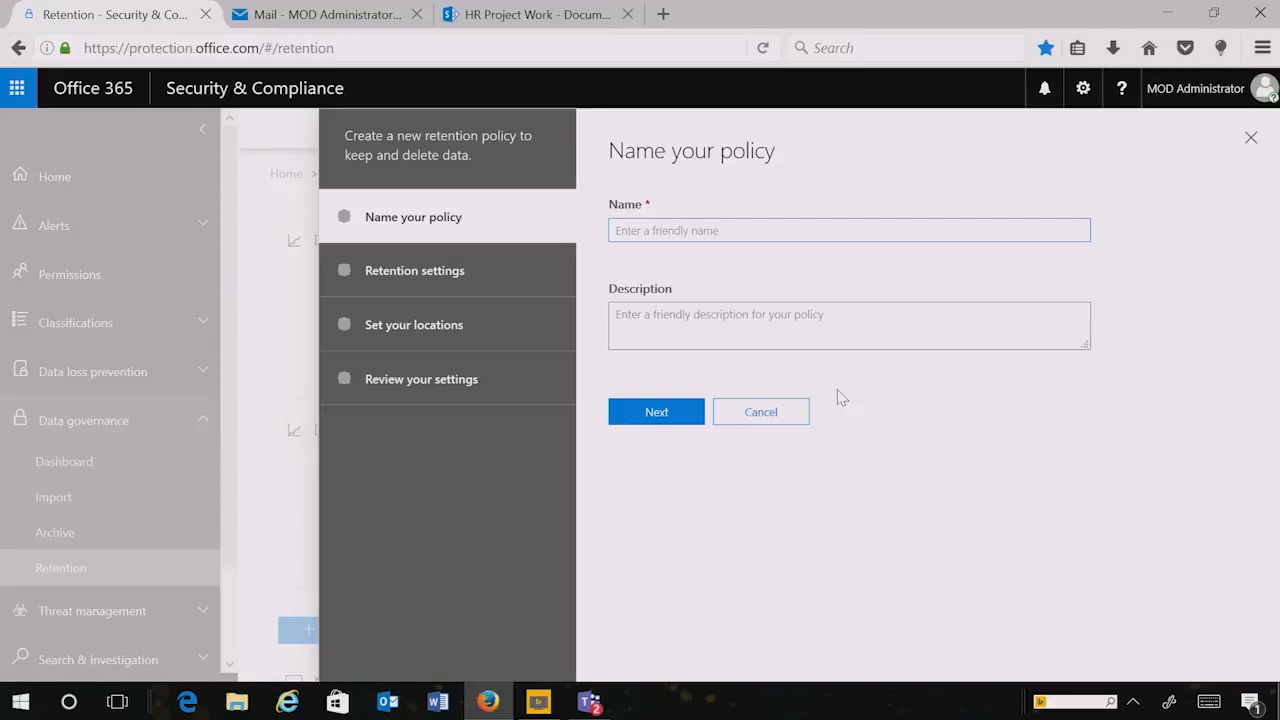 Retention - Security & Co...
Mail - MOD Administrator...
HR Project Work - Docum...
https://protection.office.com/#/retention
Search
Office 365
Security & Compliance
MOD Administrator
Home
Alerts
Permissions
Classifications
Data loss prevention
Data governance
Dashboard
Import
Archive
Retention
Threat management
Search & investigation
Home >
Create a new retention policy to
keep and delete data.
Name your policy
Retention settings
Set your locations
Review your settings
Name your policy
Name *
Enter a friendly name
Description
Enter a friendly description for your policy
Next
Cancel
2
1